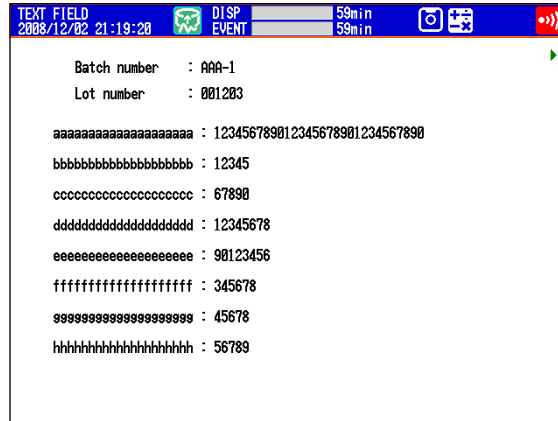 TEXT FIELD
2008/12/02 21:19:20
DISP 59min
EVENT 59min
Batch number : AAA-1
Lot number : 001203
aaaaaaaaaaaaaaaaaaaa : 123456789012345678901234567890
bbbbbbbbbbbbbbbbbbbb : 12345
cccccccccccccccccccc : 67890
dddddddddddddddddddd : 12345678
eeeeeeeeeeeeeeeeeeee : 90123456
ffffffffffffffffffff : 345678
gggggggggggggggggggg : 45678
hhhhhhhhhhhhhhhhhhhh : 56789